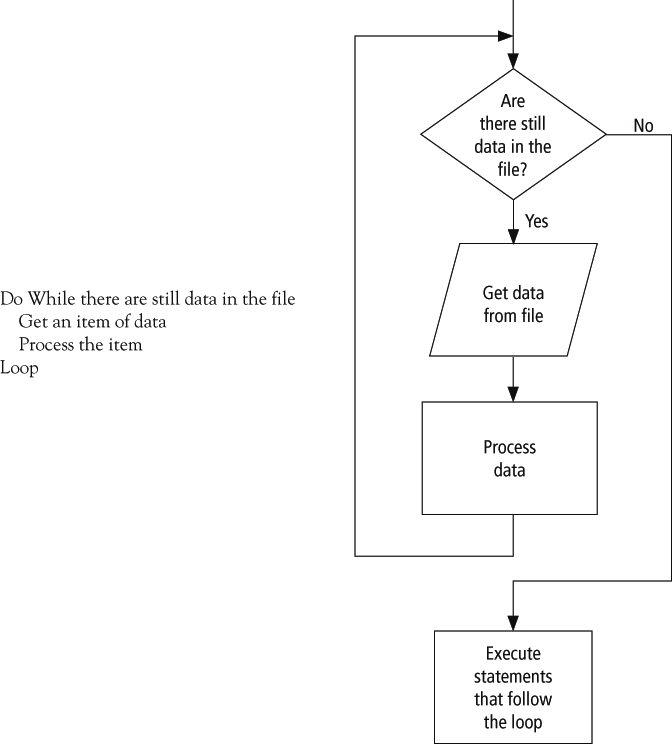 Do While there are still data in the file
Get an item of data
Process the item
Loop
Are
there still
data in the
file?
No
Yes
Get data
from file
Process
data
Execute
statements
that follow
the loop